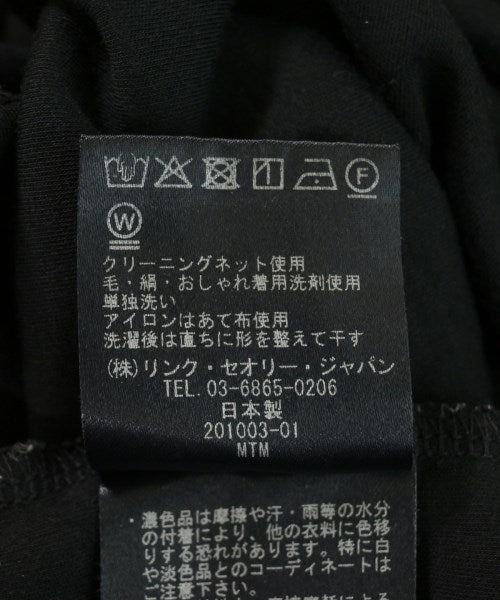 F
W
クリーニングネット使用
毛・絹・おしゃれ着用洗剤使用
単独洗い
アイロンはあて布使用
洗濯後は直ちに形を整えて干す
(株)リンク・セオリー・ジャパン
TEL. 03-6865-0206
日本製
201003-01
MTM
・濃色品は摩擦や汗・雨等の水分
の付着により、他の衣料に色移
りする恐れがあります。特に白
や淡色品とのコーディネートは
ご注意下さい。